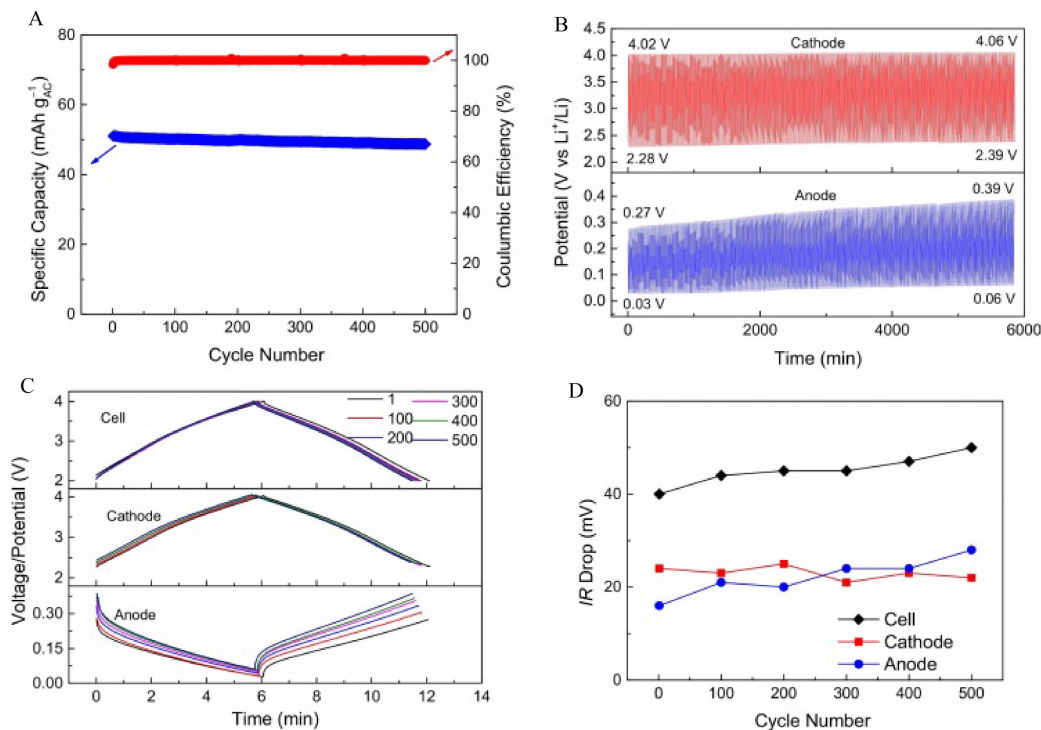 A
80
60
40
20
0
Specific Capacity (mAh g⁻¹AC)
100
80
60
40
20
0
Coulumbic Efficiency (%)
0 100 200 300 400 500
Cycle Number
B
4.5
4.0
3.5
3.0
2.5
2.0
4.02 V Cathode 4.06 V
2.28 V 2.39 V
Anode
0.27 V 0.39 V
0.4
0.3
0.2
0.1
0.0
0.03 V 0.06 V
Potential (V vs Li⁺/Li)
0 2000 4000 6000
Time (min)
C
4
3
2
Cell
1 300
100 400
200 500
4
3
2
Cathode
0.30
0.15
0.00
Anode
Voltage/Potential (V)
0 2 4 6 8 10 12 14
Time (min)
D
60
40
20
0
IR Drop (mV)
Cell
Cathode
Anode
0 100 200 300 400 500
Cycle Number